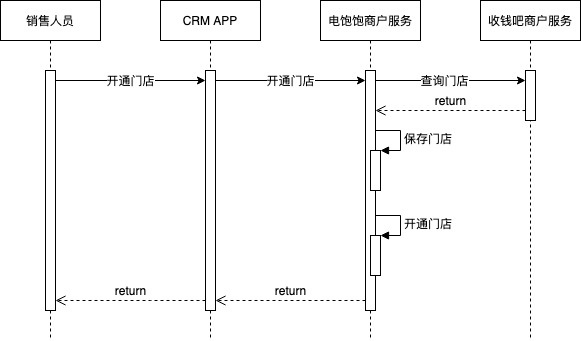 销售人员
CRM APP
电饱饱商户服务
收钱吧商户服务
开通门店
开通门店
查询门店
return
保存门店
开通门店
return
return